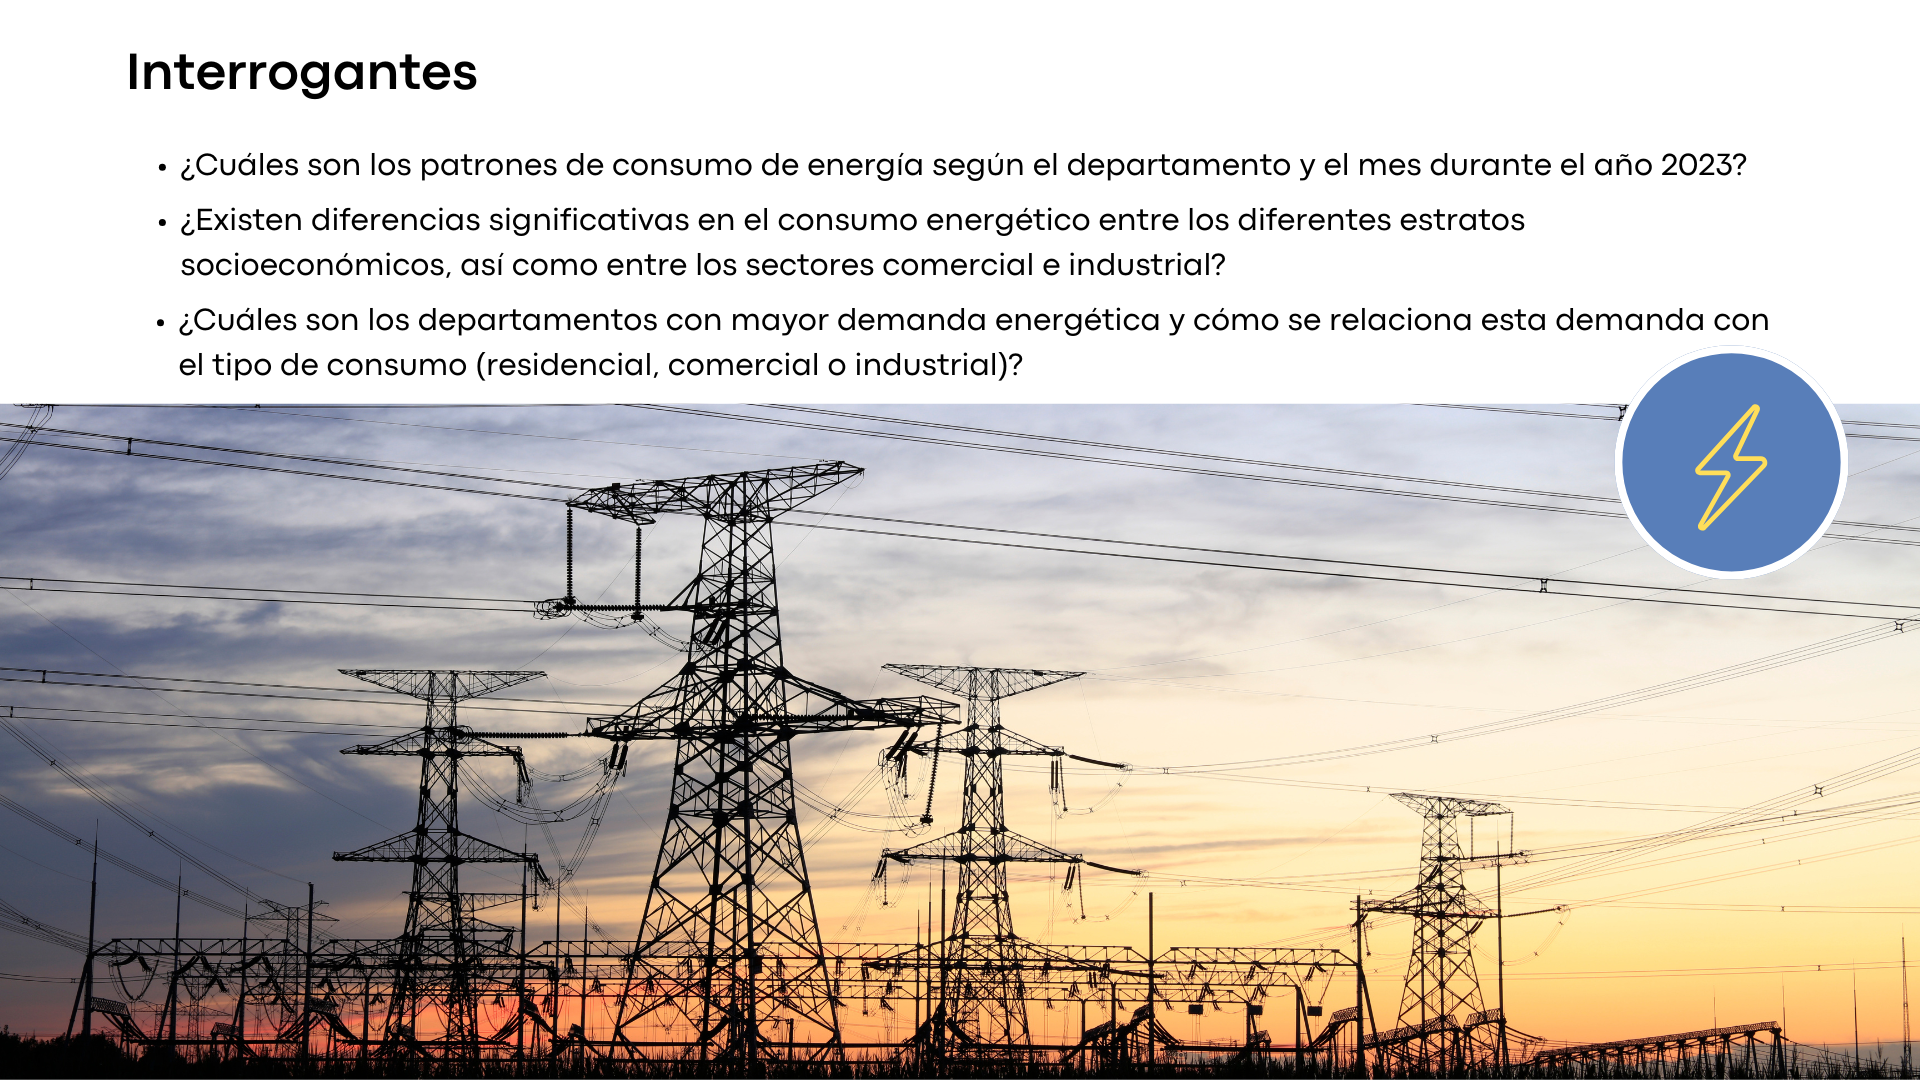 Interrogantes
• ¿Cuáles son los patrones de consumo de energía según el departamento y el mes durante el año 2023?
• ¿Existen diferencias significativas en el consumo energético entre los diferentes estratos
socioeconómicos, así como entre los sectores comercial e industrial?
• ¿Cuáles son los departamentos con mayor demanda energética y cómo se relaciona esta demanda con
el tipo de consumo (residencial, comercial o industrial)?